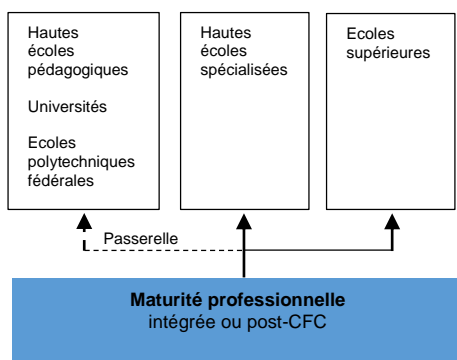 Hautes
écoles
pédagogiques
Universités
Ecoles
polytechniques
fédérales
Hautes
écoles
spécialisées
Ecoles
supérieures
Passerelle
Maturité professionnelle
intégrée ou post-CFC